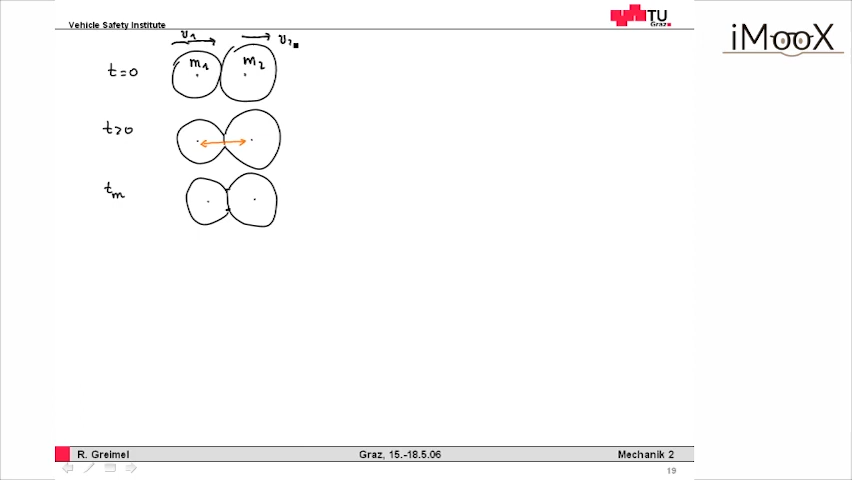 Vehicle Safety Institute
TU
Graz
iMooX
v₁
v₂
t=0
m₁
m₂
t>0
tₘ
R. Greimel
Graz, 15.-18.5.06
Mechanik 2
19